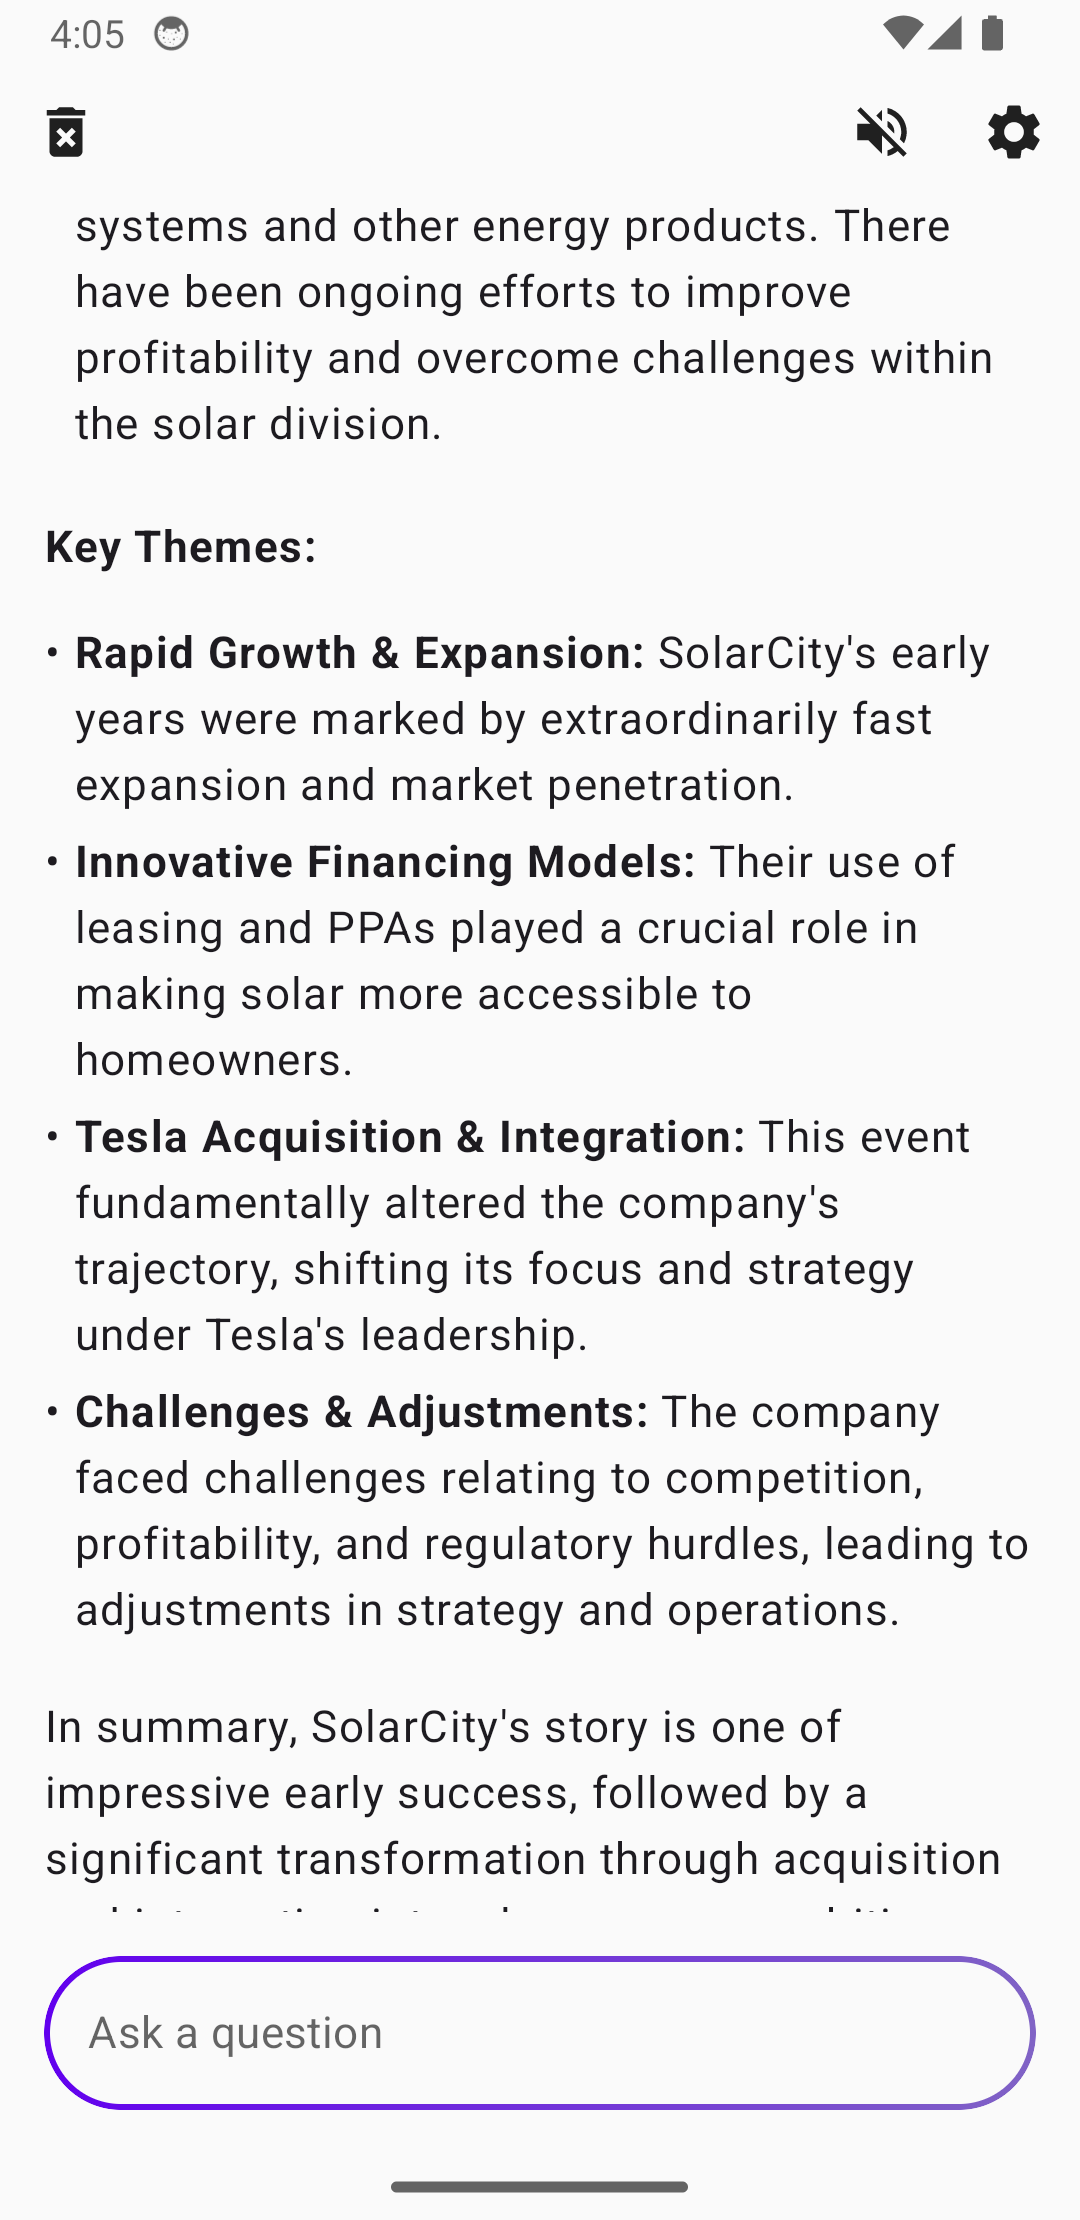 4:05
systems and other energy products. There
have been ongoing efforts to improve
profitability and overcome challenges within
the solar division.
Key Themes:
• Rapid Growth & Expansion: SolarCity's early
years were marked by extraordinarily fast
expansion and market penetration.
• Innovative Financing Models: Their use of
leasing and PPAs played a crucial role in
making solar more accessible to
homeowners.
• Tesla Acquisition & Integration: This event
fundamentally altered the company's
trajectory, shifting its focus and strategy
under Tesla's leadership.
• Challenges & Adjustments: The company
faced challenges relating to competition,
profitability, and regulatory hurdles, leading to
adjustments in strategy and operations.
In summary, SolarCity's story is one of
impressive early success, followed by a
significant transformation through acquisition
Ask a question